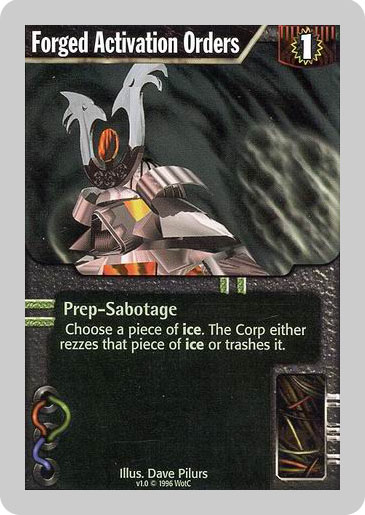 Forged Activation Orders
1
Prep-Sabotage
Choose a piece of ice. The Corp either
rezzes that piece of ice or trashes it.
Illus. Dave Pilurs
v1.0 © 1996 WotC